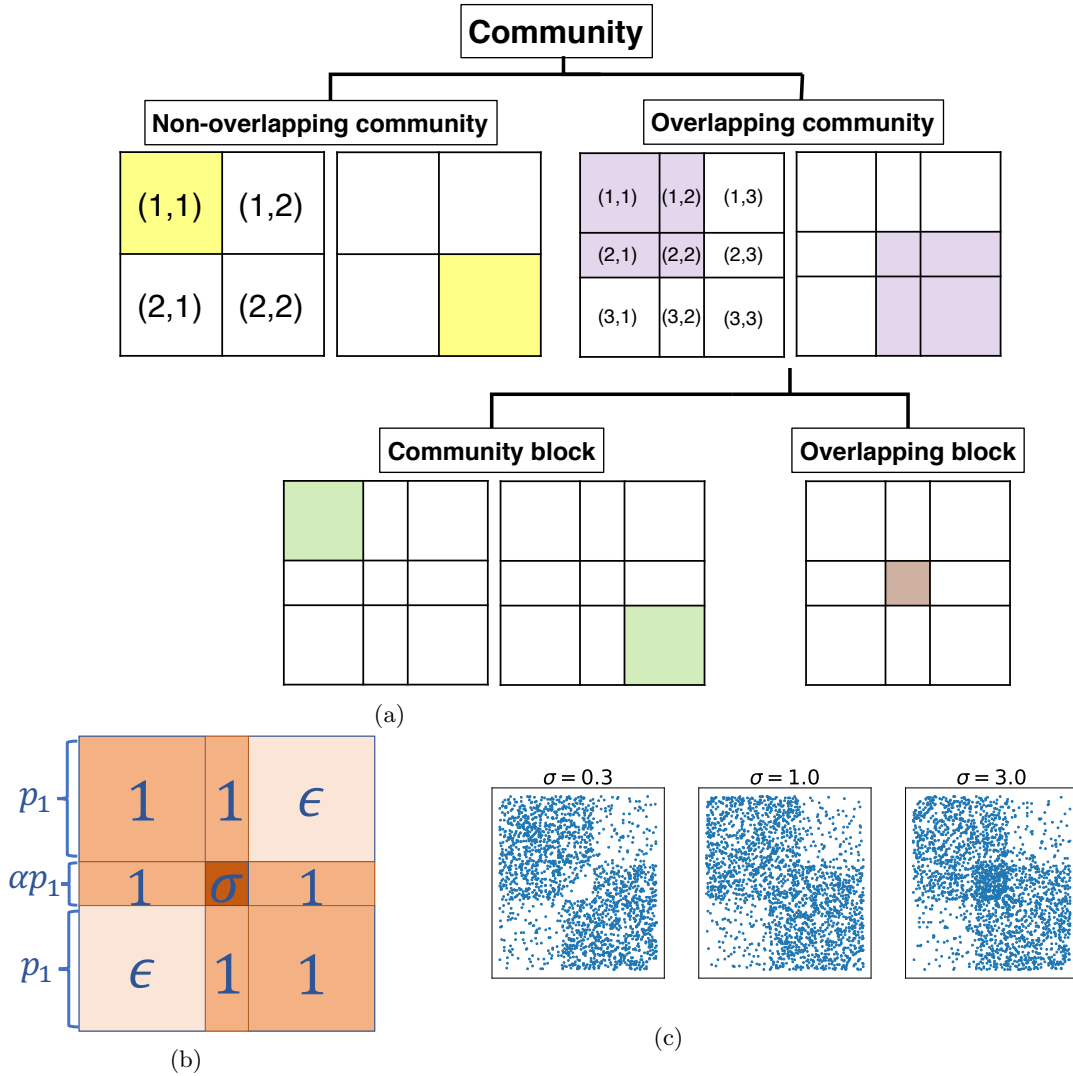 Community
Non-overlapping community
Overlapping community
(1,1) (1,2)
(2,1) (2,2)
(1,1) (1,2) (1,3)
(2,1) (2,2) (2,3)
(3,1) (3,2) (3,3)
Community block
Overlapping block
(a)
p₁ 1 1 ϵ
αp₁ 1 σ 1
p₁ ϵ 1 1
(b)
σ = 0.3
σ = 1.0
σ = 3.0
(c)